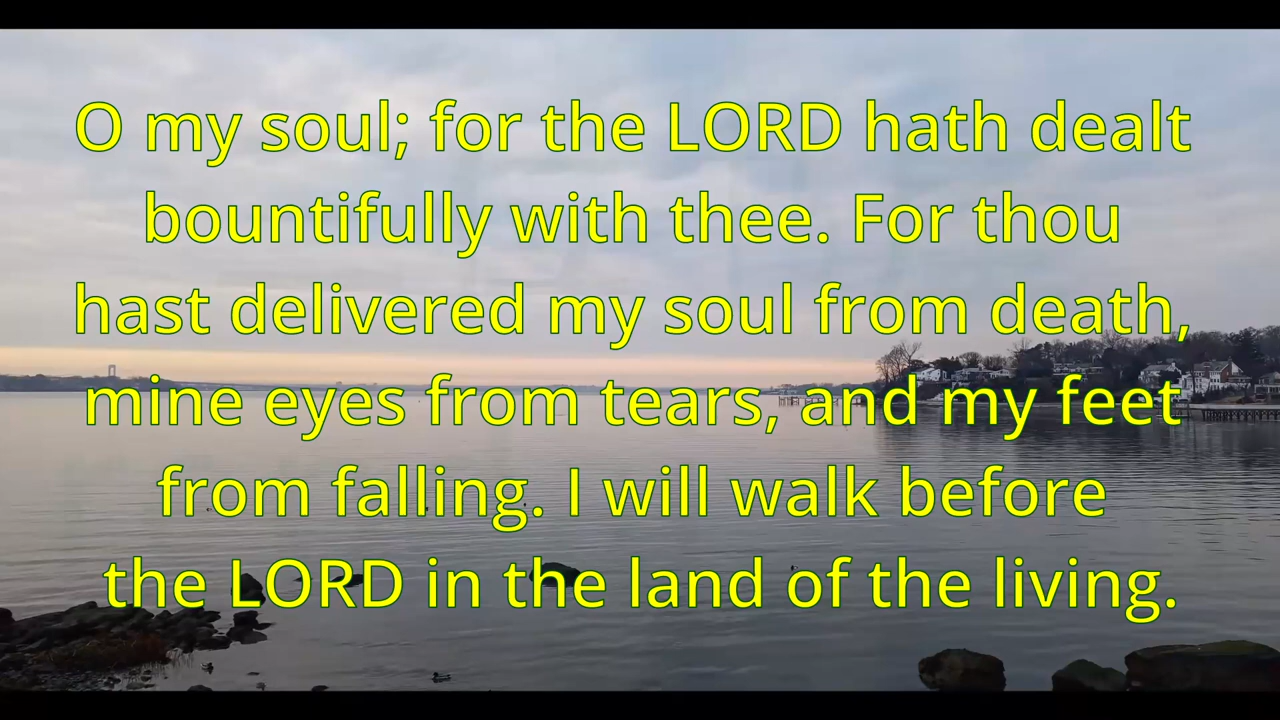 O my soul; for the LORD hath dealt
bountifully with thee. For thou
hast delivered my soul from death,
mine eyes from tears, and my feet
from falling. I will walk before
the LORD in the land of the living.